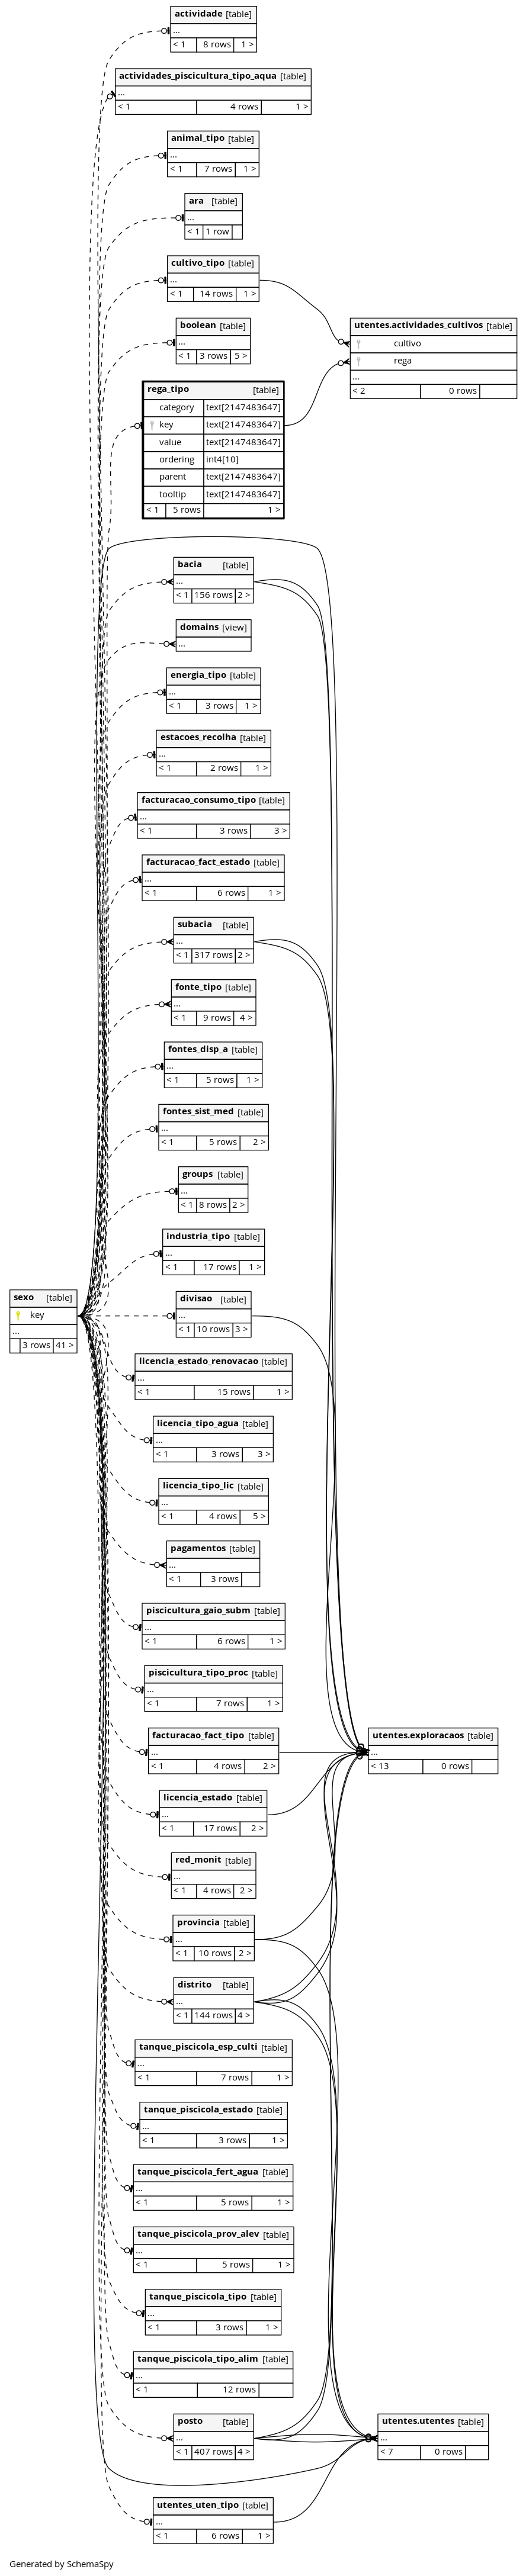 actividade [table]
...
< 1 8 rows 1 >
actividades_piscicultura_tipo_aqua [table]
...
< 1 4 rows 1 >
animal_tipo [table]
...
< 1 7 rows 1 >
ara [table]
...
< 1 1 row
cultivo_tipo [table]
...
< 1 14 rows 1 >
boolean [table]
...
< 1 3 rows 5 >
utentes.actividades_cultivos [table]
cultivo
rega
...
< 2 0 rows
rega_tipo [table]
category text[2147483647]
key text[2147483647]
value text[2147483647]
ordering int4[10]
parent text[2147483647]
tooltip text[2147483647]
< 1 5 rows 1 >
bacia [table]
...
< 1 156 rows 2 >
domains [view]
...
energia_tipo [table]
...
< 1 3 rows 1 >
estacoes_recolha [table]
...
< 1 2 rows 1 >
facturacao_consumo_tipo [table]
...
< 1 3 rows 3 >
facturacao_fact_estado [table]
...
< 1 6 rows 1 >
subacia [table]
...
< 1 317 rows 2 >
fonte_tipo [table]
...
< 1 9 rows 4 >
fontes_disp_a [table]
...
< 1 5 rows 1 >
fontes_sist_med [table]
...
< 1 5 rows 2 >
groups [table]
...
< 1 8 rows 2 >
industria_tipo [table]
...
< 1 17 rows 1 >
sexo [table]
key
...
3 rows 41 >
divisao [table]
...
< 1 10 rows 3 >
licencia_estado_renovacao [table]
...
< 1 15 rows 1 >
licencia_tipo_agua [table]
...
< 1 3 rows 3 >
licencia_tipo_lic [table]
...
< 1 4 rows 5 >
pagamentos [table]
...
< 1 3 rows
piscicultura_gaio_subm [table]
...
< 1 6 rows 1 >
piscicultura_tipo_proc [table]
...
< 1 7 rows 1 >
facturacao_fact_tipo [table]
...
< 1 4 rows 2 >
utentes.exploracaos [table]
...
< 13 0 rows
licencia_estado [table]
...
< 1 17 rows 2 >
red_monit [table]
...
< 1 4 rows 2 >
provincia [table]
...
< 1 10 rows 2 >
distrito [table]
...
< 1 144 rows 4 >
tanque_piscicola_esp_culti [table]
...
< 1 7 rows 1 >
tanque_piscicola_estado [table]
...
< 1 3 rows 1 >
tanque_piscicola_fert_agua [table]
...
< 1 5 rows 1 >
tanque_piscicola_prov_alev [table]
...
< 1 5 rows 1 >
tanque_piscicola_tipo [table]
...
< 1 3 rows 1 >
tanque_piscicola_tipo_alim [table]
...
< 1 12 rows
posto [table]
...
< 1 407 rows 4 >
utentes.utentes [table]
...
< 7 0 rows
utentes_uten_tipo [table]
...
< 1 6 rows 1 >
Generated by SchemaSpy